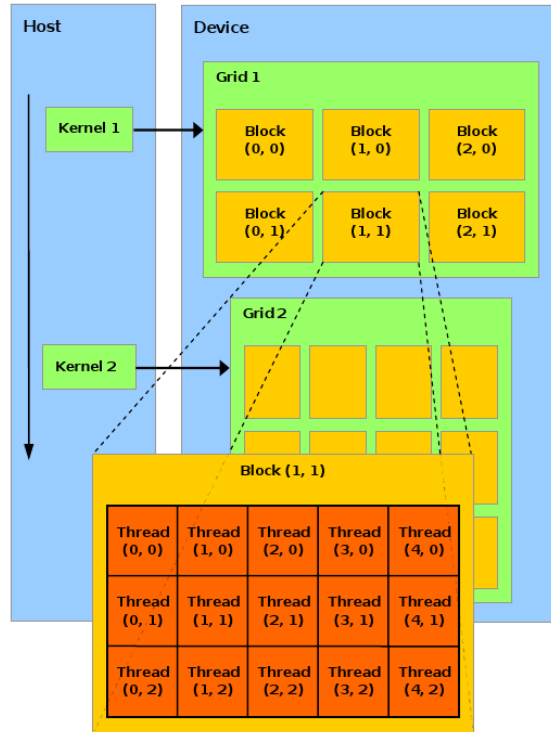 Host
Device
Grid 1
Kernel 1
Block Block Block
(0, 0) (1, 0) (2, 0)
Block Block Block
(0, 1) (1, 1) (2, 1)
Grid 2
Kernel 2
Block (1, 1)
Thread Thread Thread Thread Thread
(0, 0) (1, 0) (2, 0) (3, 0) (4, 0)
Thread Thread Thread Thread Thread
(0, 1) (1, 1) (2, 1) (3, 1) (4, 1)
Thread Thread Thread Thread Thread
(0, 2) (1, 2) (2, 2) (3, 2) (4, 2)